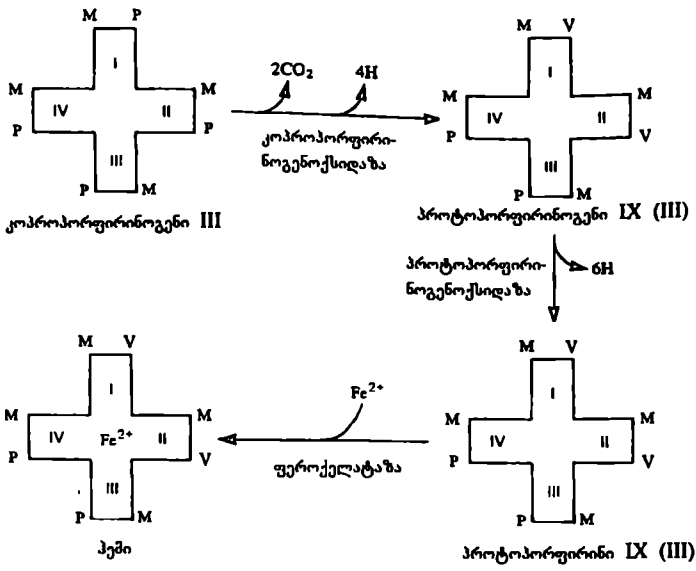 M P
I
M M
IV II
P P
III
P M
კოპროპორფირინოგენი III
2CO₂ 4H
კოპროპორფირი-
ნოგენოქსიდაზა
M V
I
M M
IV II
P V
III
P M
პროტოპორფირინოგენი IX (III)
პროტოპორფირი-
ნოგენოქსიდაზა
6H
M V
I
M M
IV II
P V
III
P M
პროტოპორფირინი IX (III)
Fe²⁺
ფეროქელატაზა
M V
I
M M
IV Fe²⁺ II
P V
III
P M
ჰემი